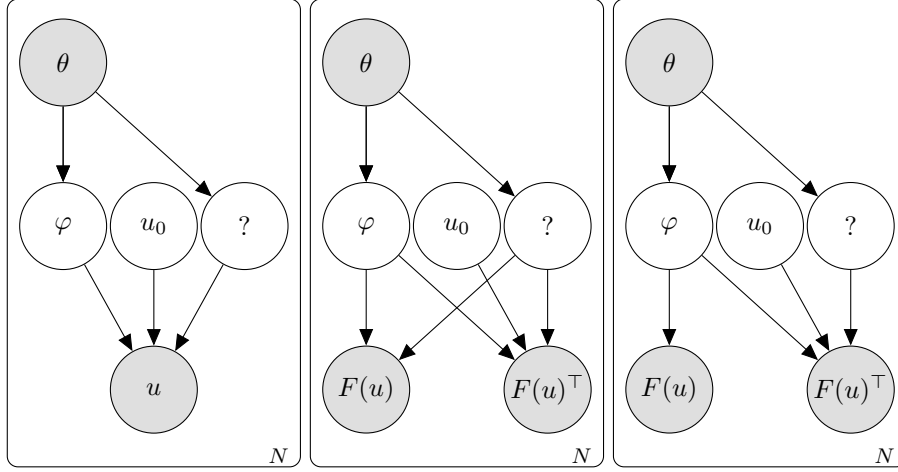 θ θ θ
φ u₀ ? φ u₀ ? φ u₀ ?
u F(u) F(u)⊤ F(u) F(u)⊤
N N N